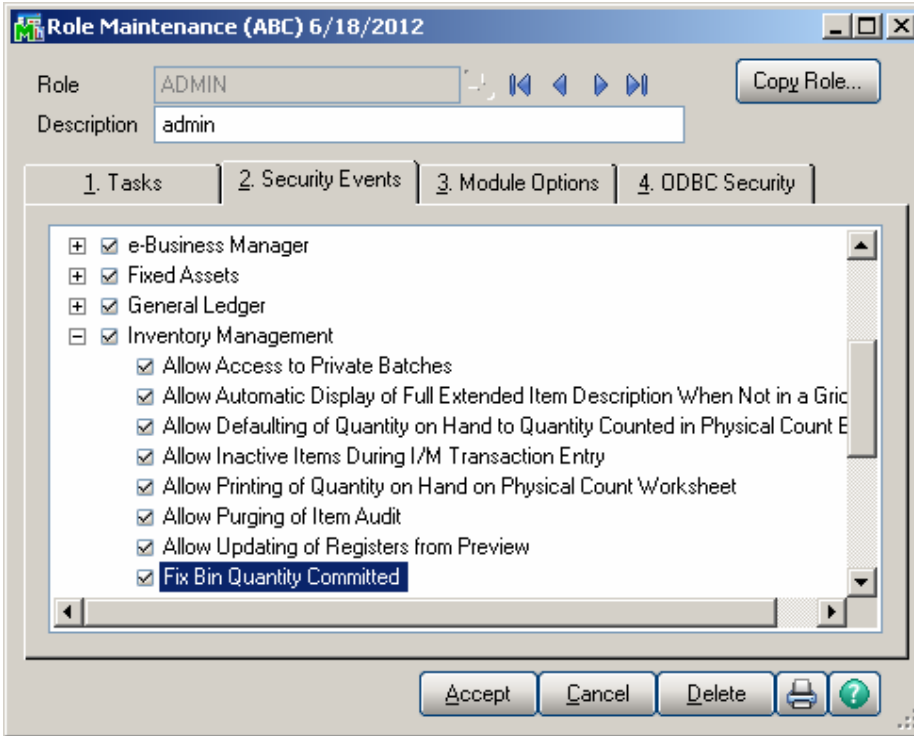 Role Maintenance (ABC) 6/18/2012
Role ADMIN Copy Role...
Description admin
1. Tasks 2. Security Events 3. Module Options 4. ODBC Security
e-Business Manager
Fixed Assets
General Ledger
Inventory Management
Allow Access to Private Batches
Allow Automatic Display of Full Extended Item Description When Not in a Gric
Allow Defaulting of Quantity on Hand to Quantity Counted in Physical Count E
Allow Inactive Items During I/M Transaction Entry
Allow Printing of Quantity on Hand on Physical Count Worksheet
Allow Purging of Item Audit
Allow Updating of Registers from Preview
Fix Bin Quantity Committed
Accept Cancel Delete